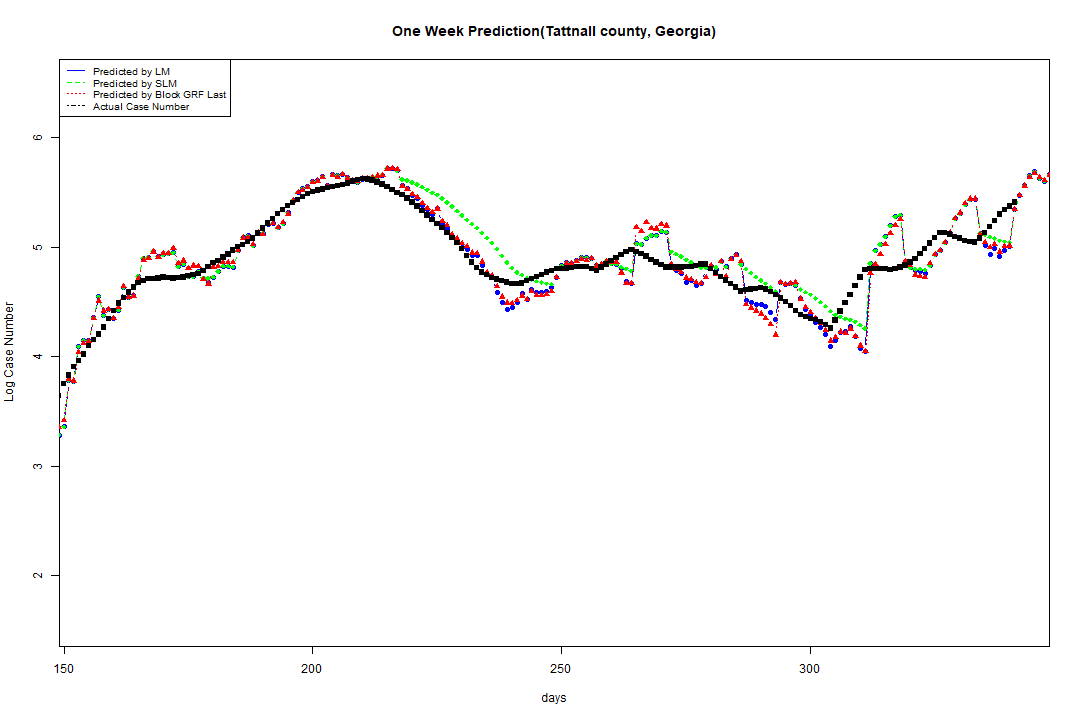 One Week Prediction(Tattnall county, Georgia)
Predicted by LM
Predicted by SLM
Predicted by Block GRF Last
Actual Case Number
6
5
4
3
2
Log Case Number
150 200 250 300
days